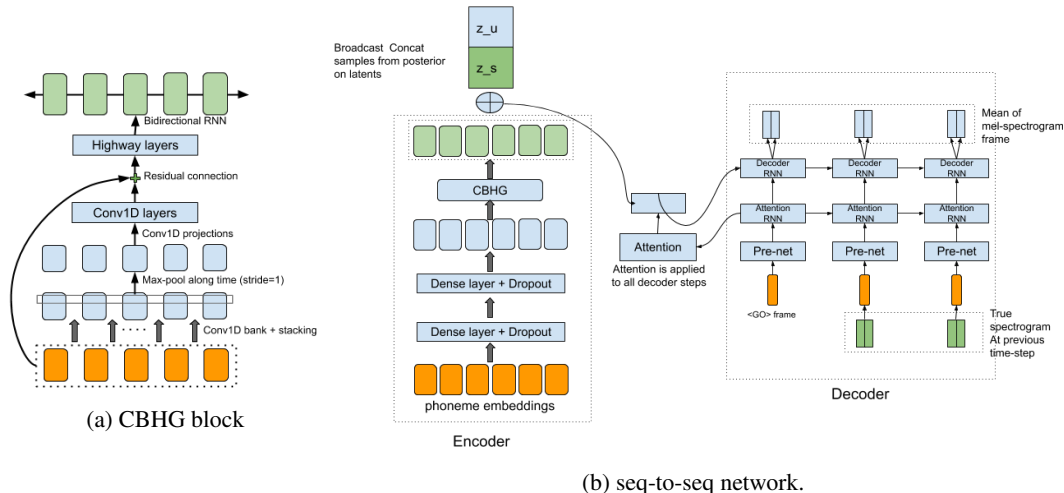 Bidirectional RNN
Highway layers
Residual connection
Conv1D layers
Conv1D projections
Max-pool along time (stride=1)
Conv1D bank + stacking
(a) CBHG block
z_u
z_s
Broadcast Concat
samples from posterior
on latents
CBHG
Dense layer + Dropout
Dense layer + Dropout
phoneme embeddings
Encoder
Attention
Attention is applied
to all decoder steps
Mean of
mel-spectrogram
frame
Decoder
RNN
Decoder
RNN
Decoder
RNN
Attention
RNN
Attention
RNN
Attention
RNN
Pre-net
Pre-net
Pre-net
<GO> frame
True
spectrogram
At previous
time-step
Decoder
(b) seq-to-seq network.